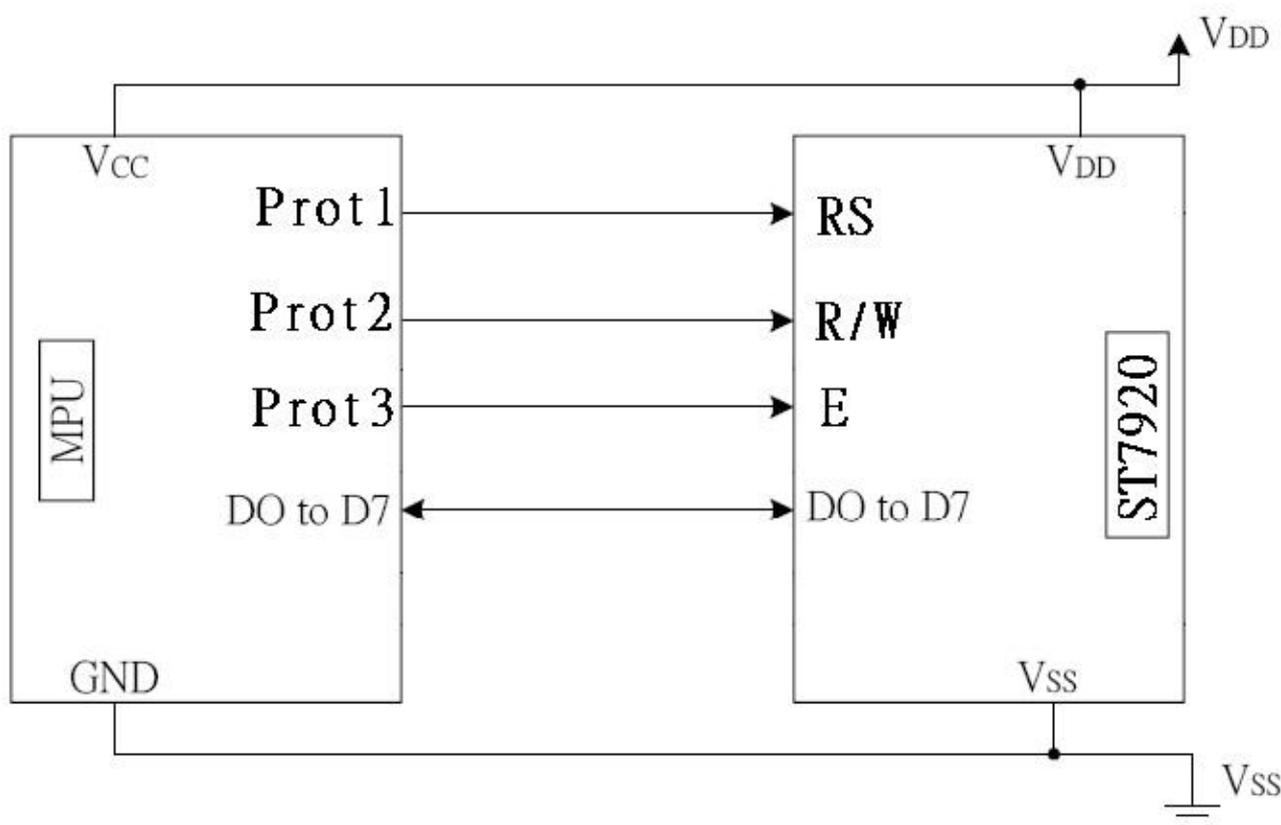 VDD
VCC
VDD
Prot1
RS
Prot2
R/W
Prot3
E
MPU
ST7920
DO to D7
DO to D7
GND
VSS
VSS